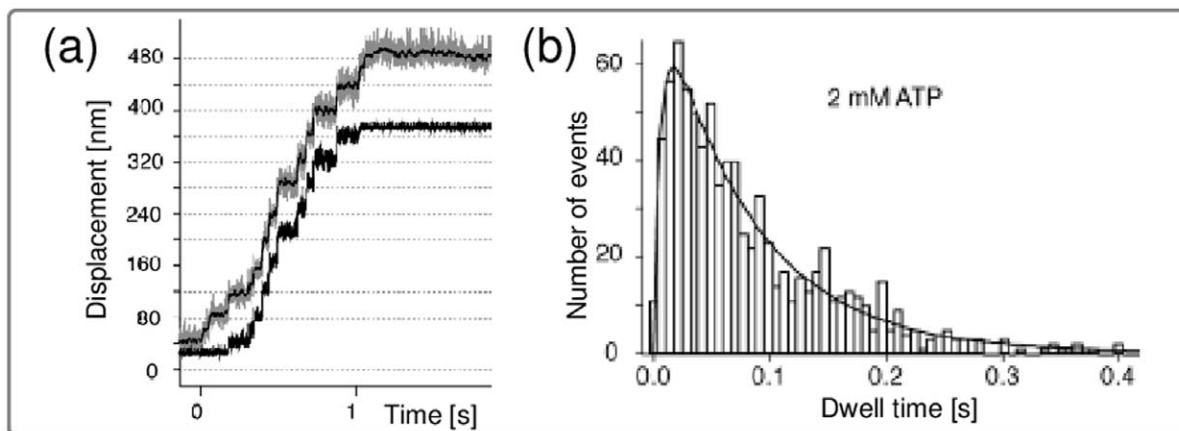 (a)
Displacement [nm]
480
400
320
240
160
80
0
0
1
Time [s]
(b)
Number of events
60
40
20
0
2 mM ATP
0.0
0.1
0.2
0.3
0.4
Dwell time [s]